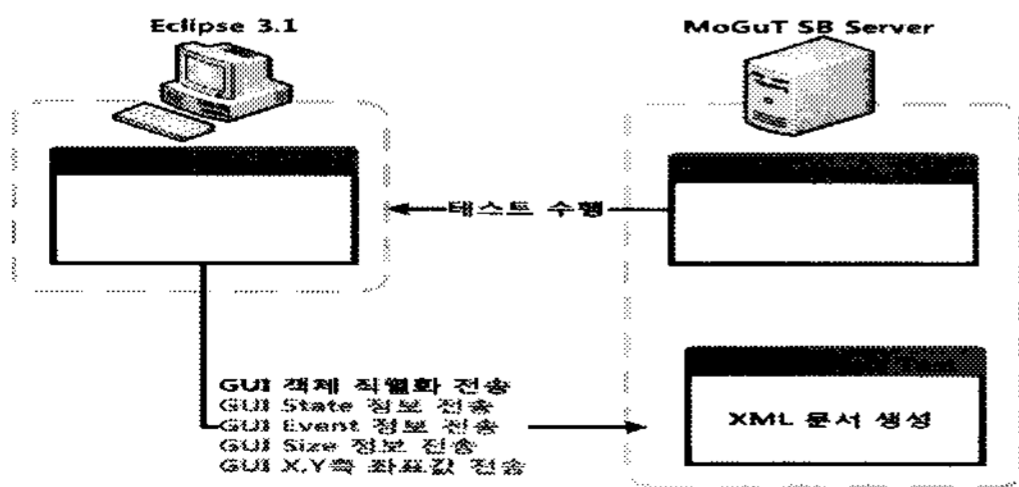 Eclipse 3.1
MoGuT SB Server
테스트 수행
GUI 객체 직렬화 전송
GUI State 정보 전송
GUI Event 정보 전송
GUI Size 정보 전송
GUI X,Y축 좌표값 전송
XML 문서 생성